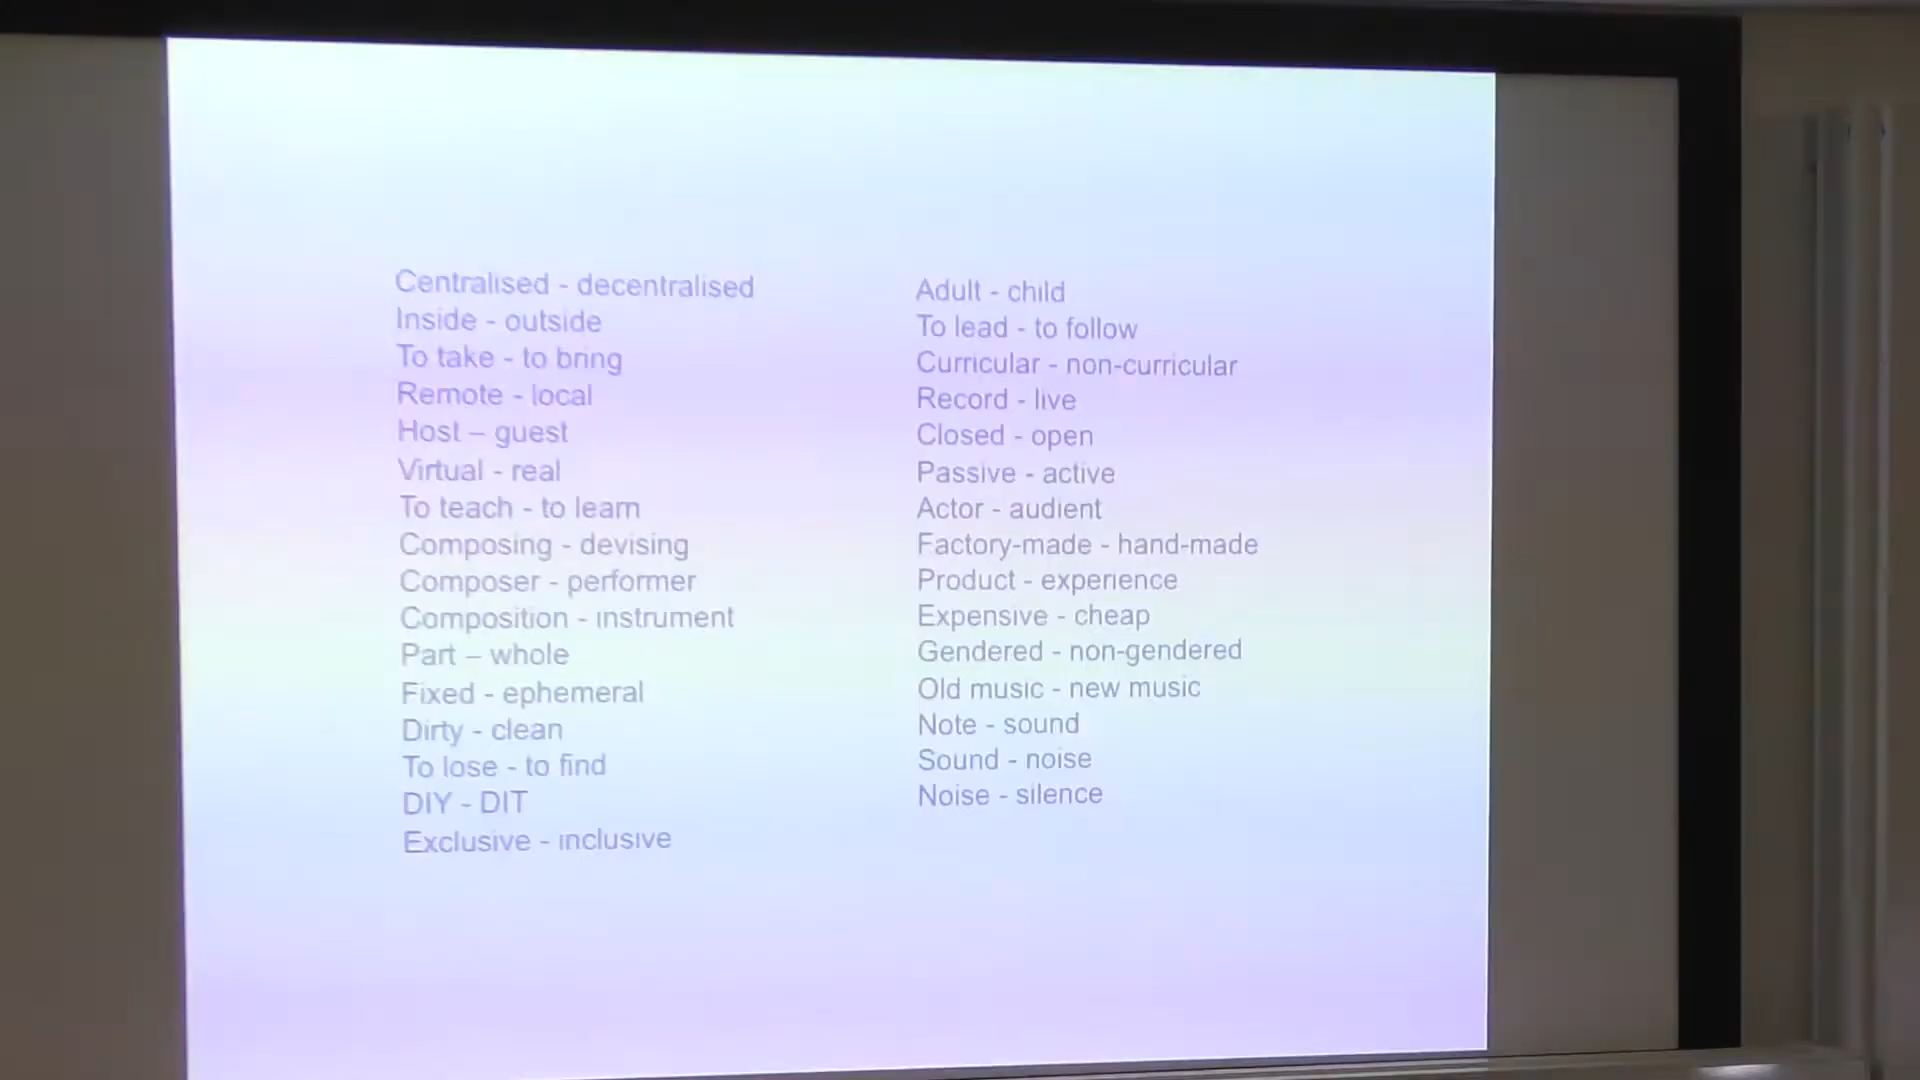 Centralised - decentralised
Inside - outside
To take - to bring
Remote - local
Host – guest
Virtual - real
To teach - to learn
Composing - devising
Composer - performer
Composition - instrument
Part – whole
Fixed - ephemeral
Dirty - clean
To lose - to find
DIY - DIT
Exclusive - inclusive
Adult - child
To lead - to follow
Curricular - non-curricular
Record - live
Closed - open
Passive - active
Actor - audient
Factory-made - hand-made
Product - experience
Expensive - cheap
Gendered - non-gendered
Old music - new music
Note - sound
Sound - noise
Noise - silence